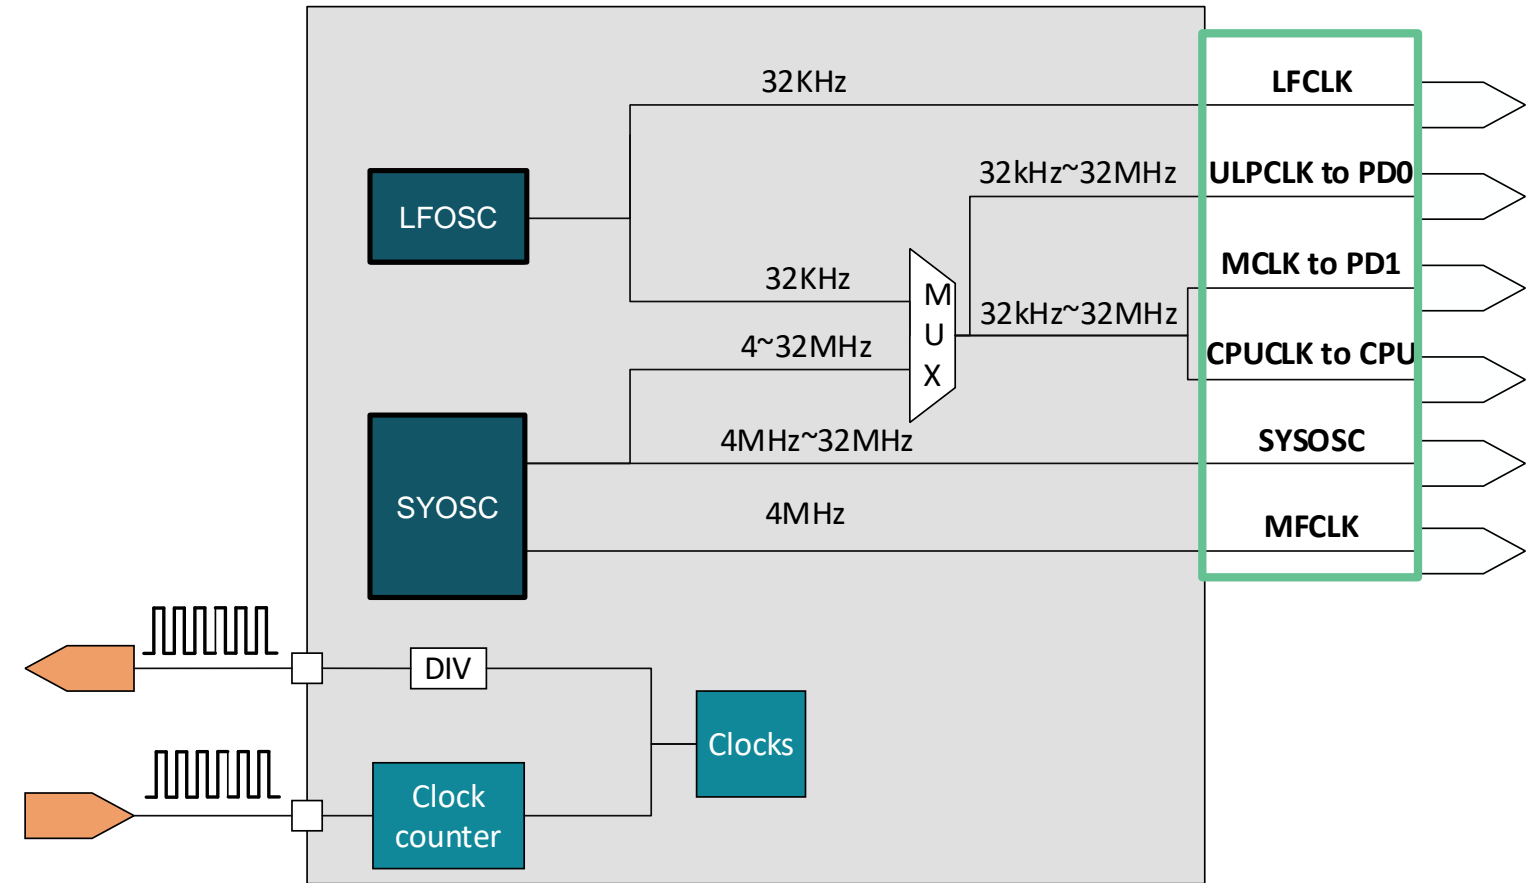 32KHz
LFCLK
32kHz~32MHz
ULPCLK to PD0
LFOSC
MCLK to PD1
32KHz
M
U
X
32kHz~32MHz
4~32MHz
CPUCLK to CPU
4MHz~32MHz
SYSOSC
SYOSC
4MHz
MFCLK
DIV
Clocks
Clock
counter